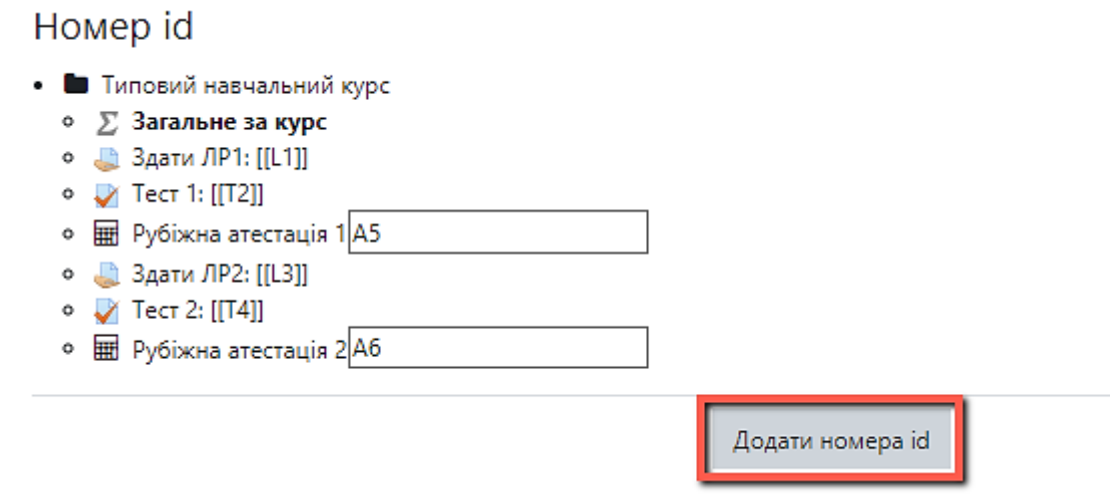 Номер id
Типовий навчальний курс
Σ Загальне за курс
Здати ЛР1: [[L1]]
Тест 1: [[T2]]
Рубіжна атестація 1 A5
Здати ЛР2: [[L3]]
Тест 2: [[T4]]
Рубіжна атестація 2 A6
Додати номера id